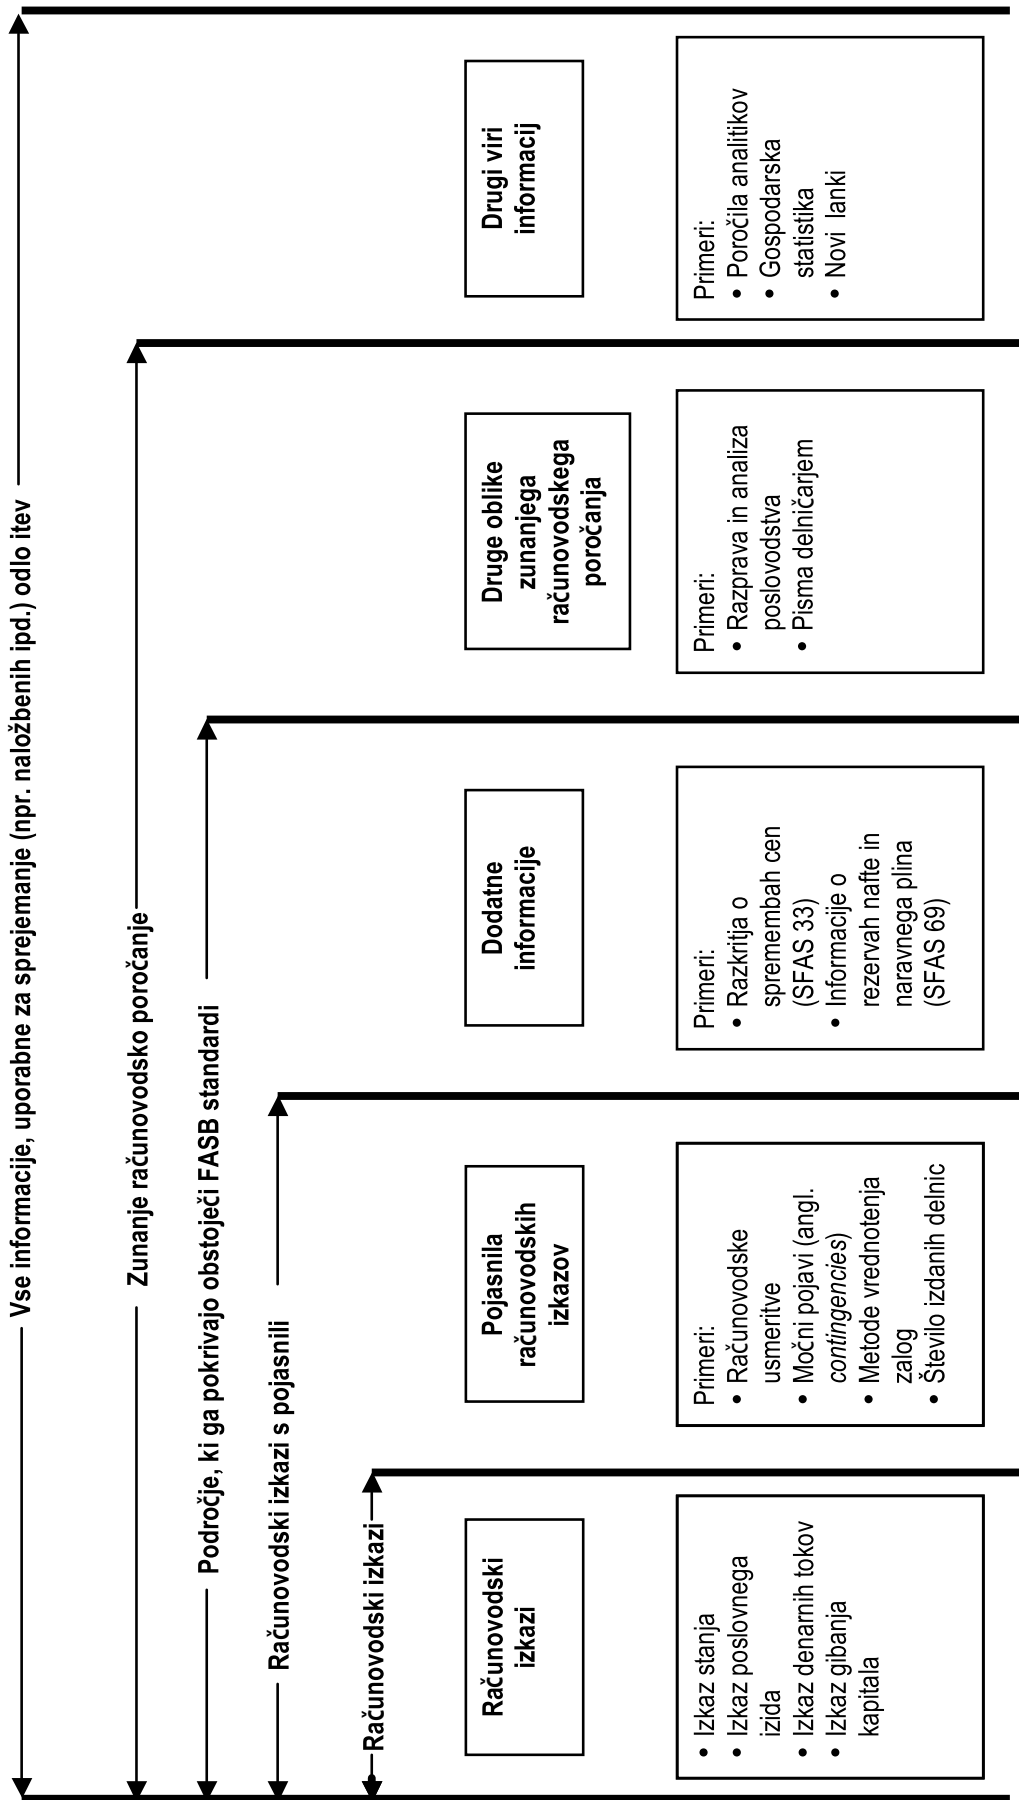 Vse informacije, uporabne za sprejemanje (npr. naložbenih ipd.) odlo itev
Zunanje računovodsko poročanje
Področje, ki ga pokrivajo obstoječi FASB standardi
Računovodski izkazi s pojasnili
Računovodski izkazi
Računovodski
izkazi
Pojasnila
računovodskih
izkazov
Dodatne
informacije
Druge oblike
zunanjega
računovodskega
poročanja
Drugi viri
informacij
• Izkaz stanja
• Izkaz poslovnega
izida
• Izkaz denarnih tokov
• Izkaz gibanja
kapitala
Primeri:
• Računovodske
usmeritve
• Močni pojavi (angl.
contingencies)
• Metode vrednotenja
zalog
• Število izdanih delnic
Primeri:
• Razkritja o
spremembah cen
(SFAS 33)
• Informacije o
rezervah nafte in
naravnega plina
(SFAS 69)
Primeri:
• Razprava in analiza
poslovodstva
• Pisma delničarjem
Primeri:
• Poročila analitikov
• Gospodarska
statistika
• Novi lanki